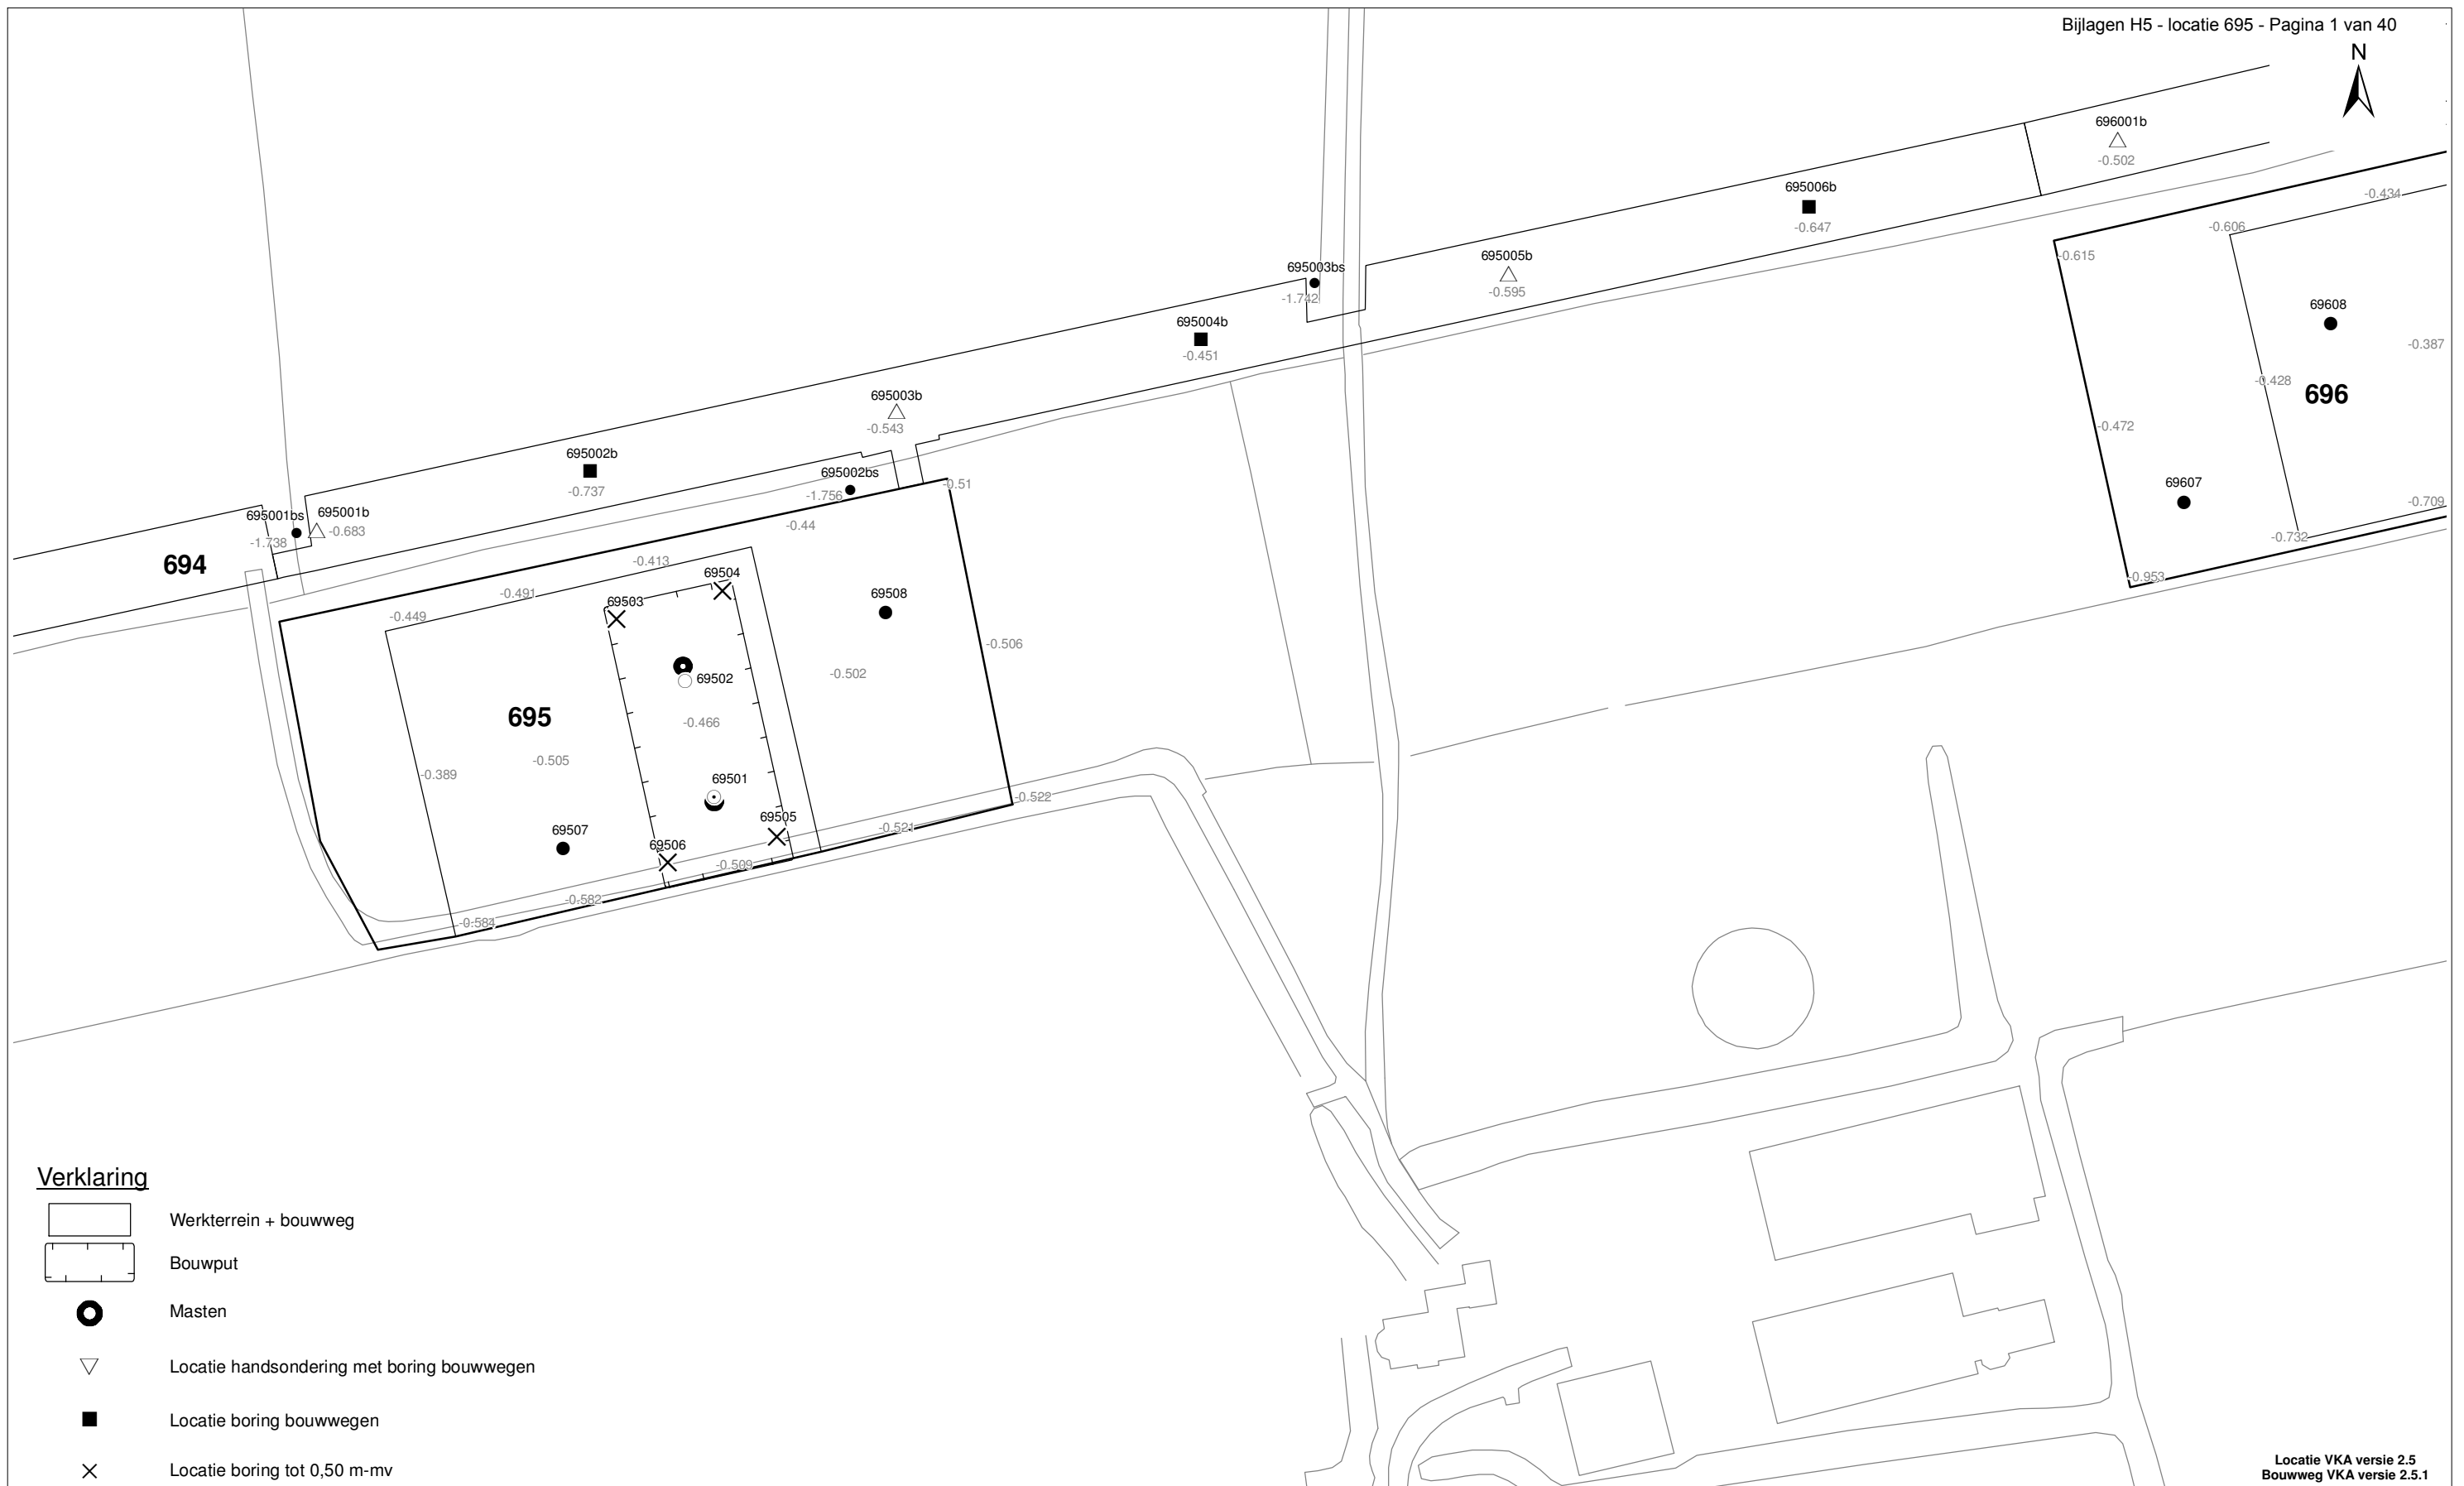 Bijlagen H5 - locatie 695 - Pagina 1 van 40
N
696001b
-0.502
695006b
-0.647
-0.434
-0.606
-0.615
695005b
-0.595
695003bs
-1.742
69608
695004b
-0.451
-0.387
-0.428
696
695003b
-0.543
-0.472
695002b
-0.737
695002bs
-1.756
-0.51
69607
-0.709
-0.732
-0.953
695001bs
695001b
-0.683
-1.738
-0.44
694
-0.413
69504
-0.491
69503
69508
-0.449
-0.506
-0.502
69502
695
-0.466
-0.505
-0.389
69501
-0.522
69505
-0.521
69507
69506
-0.509
-0.582
-0.584
Verklaring
Werkterrein + bouwweg
Bouwput
Masten
Locatie handsondering met boring bouwwegen
Locatie boring bouwwegen
Locatie boring tot 0,50 m-mv
Locatie VKA versie 2.5
Bouwweg VKA versie 2.5.1